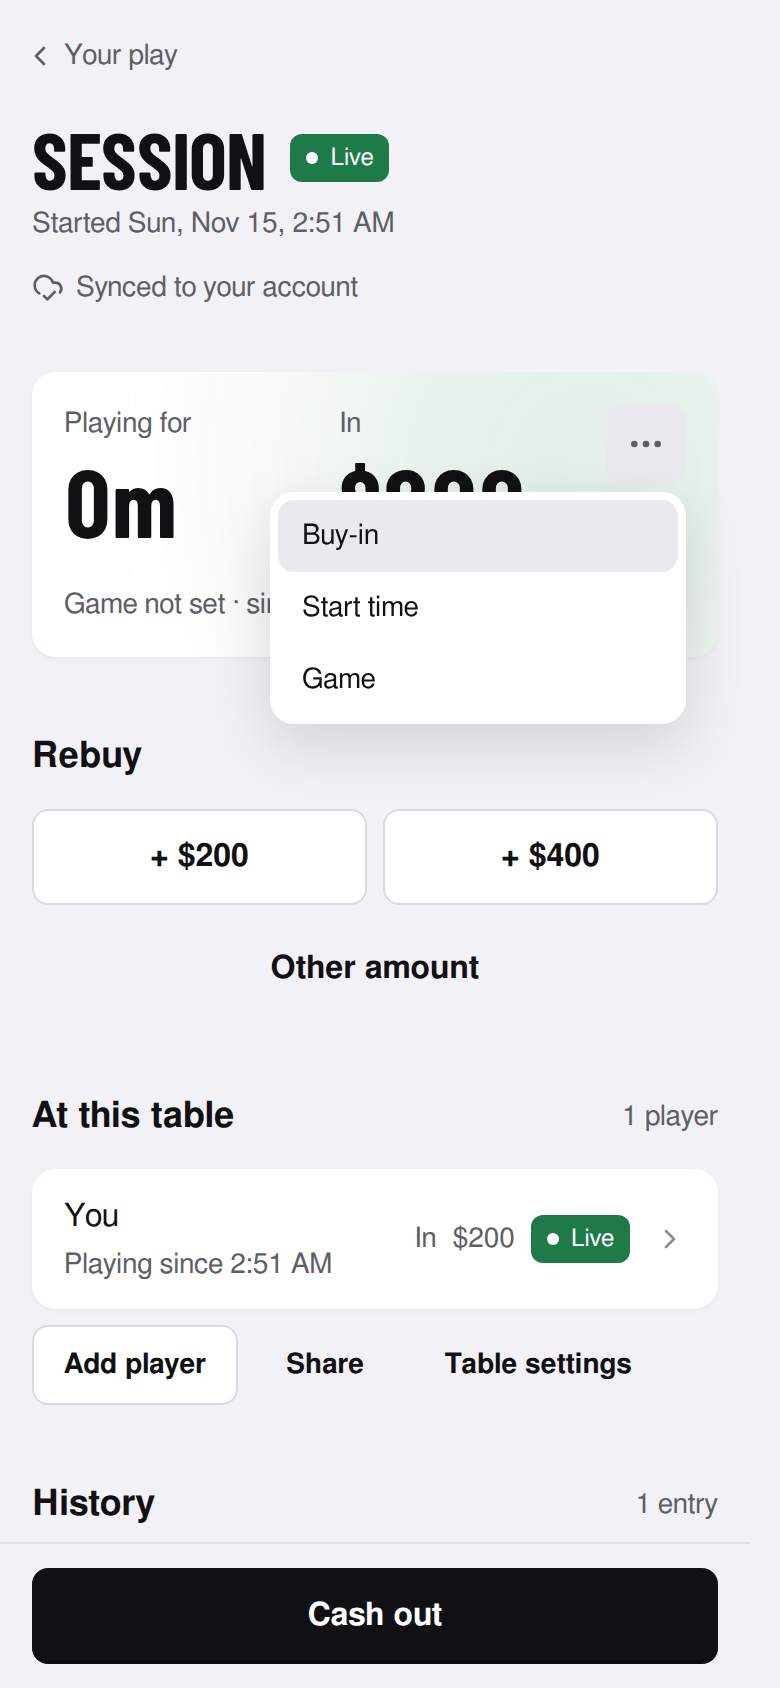 Your play
SESSION
Live
Started Sun, Nov 15, 2:51 AM
Synced to your account
Playing for
In
0m
Game not set ·
Buy-in
Start time
Game
Rebuy
+ $200
+ $400
Other amount
At this table
1 player
You
Playing since 2:51 AM
In $200
Live
Add player
Share
Table settings
History
1 entry
Cash out